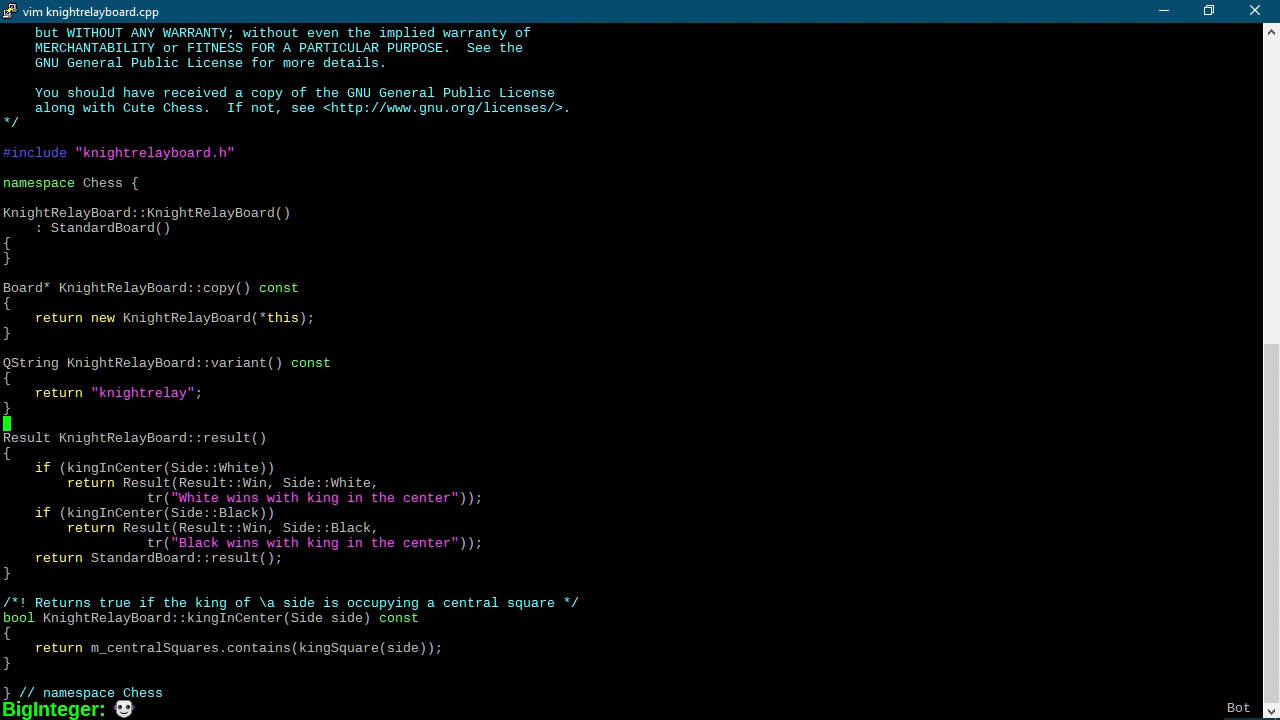 vim knightrelayboard.cpp
but WITHOUT ANY WARRANTY; without even the implied warranty of
MERCHANTABILITY or FITNESS FOR A PARTICULAR PURPOSE.  See the
GNU General Public License for more details.
You should have received a copy of the GNU General Public License
along with Cute Chess.  If not, see <http://www.gnu.org/licenses/>.
*/
#include "knightrelayboard.h"
namespace Chess {
KnightRelayBoard::KnightRelayBoard()
: StandardBoard()
{
}
Board* KnightRelayBoard::copy() const
{
return new KnightRelayBoard(*this);
}
QString KnightRelayBoard::variant() const
{
return "knightrelay";
}
Result KnightRelayBoard::result()
{
if (kingInCenter(Side::White))
return Result(Result::Win, Side::White,
tr("White wins with king in the center"));
if (kingInCenter(Side::Black))
return Result(Result::Win, Side::Black,
tr("Black wins with king in the center"));
return StandardBoard::result();
}
/*! Returns true if the king of \a side is occupying a central square */
bool KnightRelayBoard::kingInCenter(Side side) const
{
return m_centralSquares.contains(kingSquare(side));
}
} // namespace Chess
BigInteger:
Bot